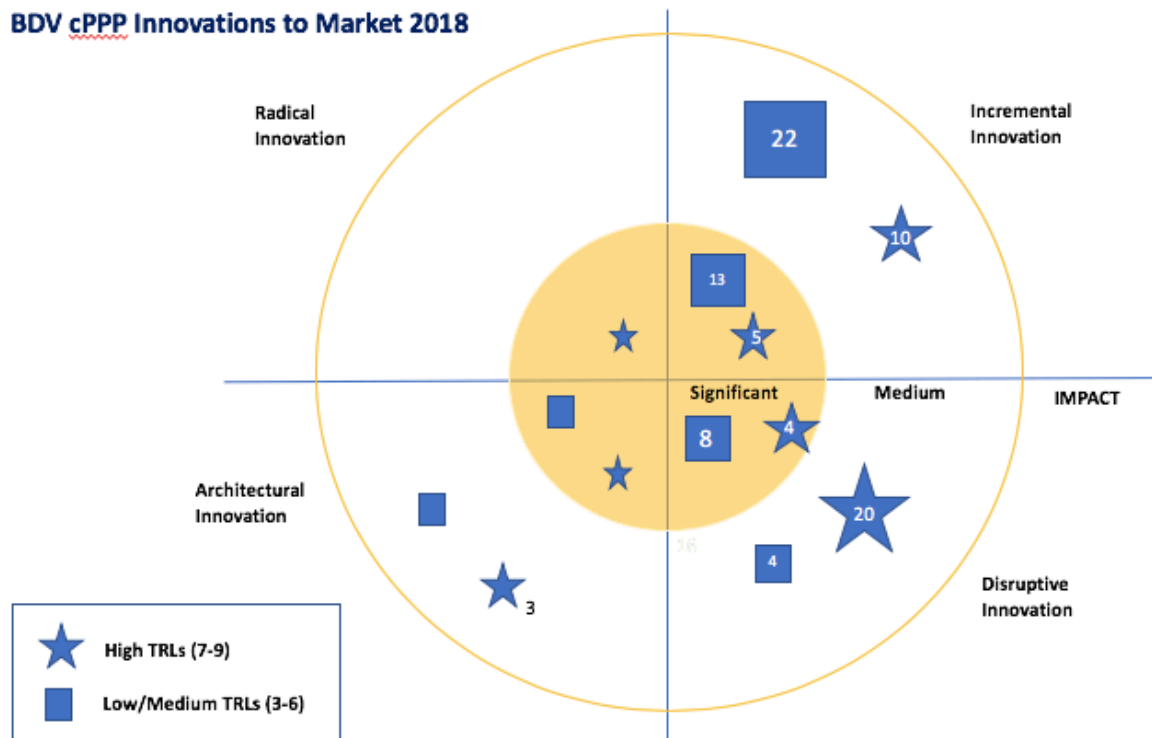 BDV cPPP Innovations to Market 2018
Radical
Innovation
Incremental
Innovation
22
10
13
5
Significant
Medium
IMPACT
4
8
Architectural
Innovation
20
4
3
Disruptive
Innovation
High TRLs (7-9)
Low/Medium TRLs (3-6)